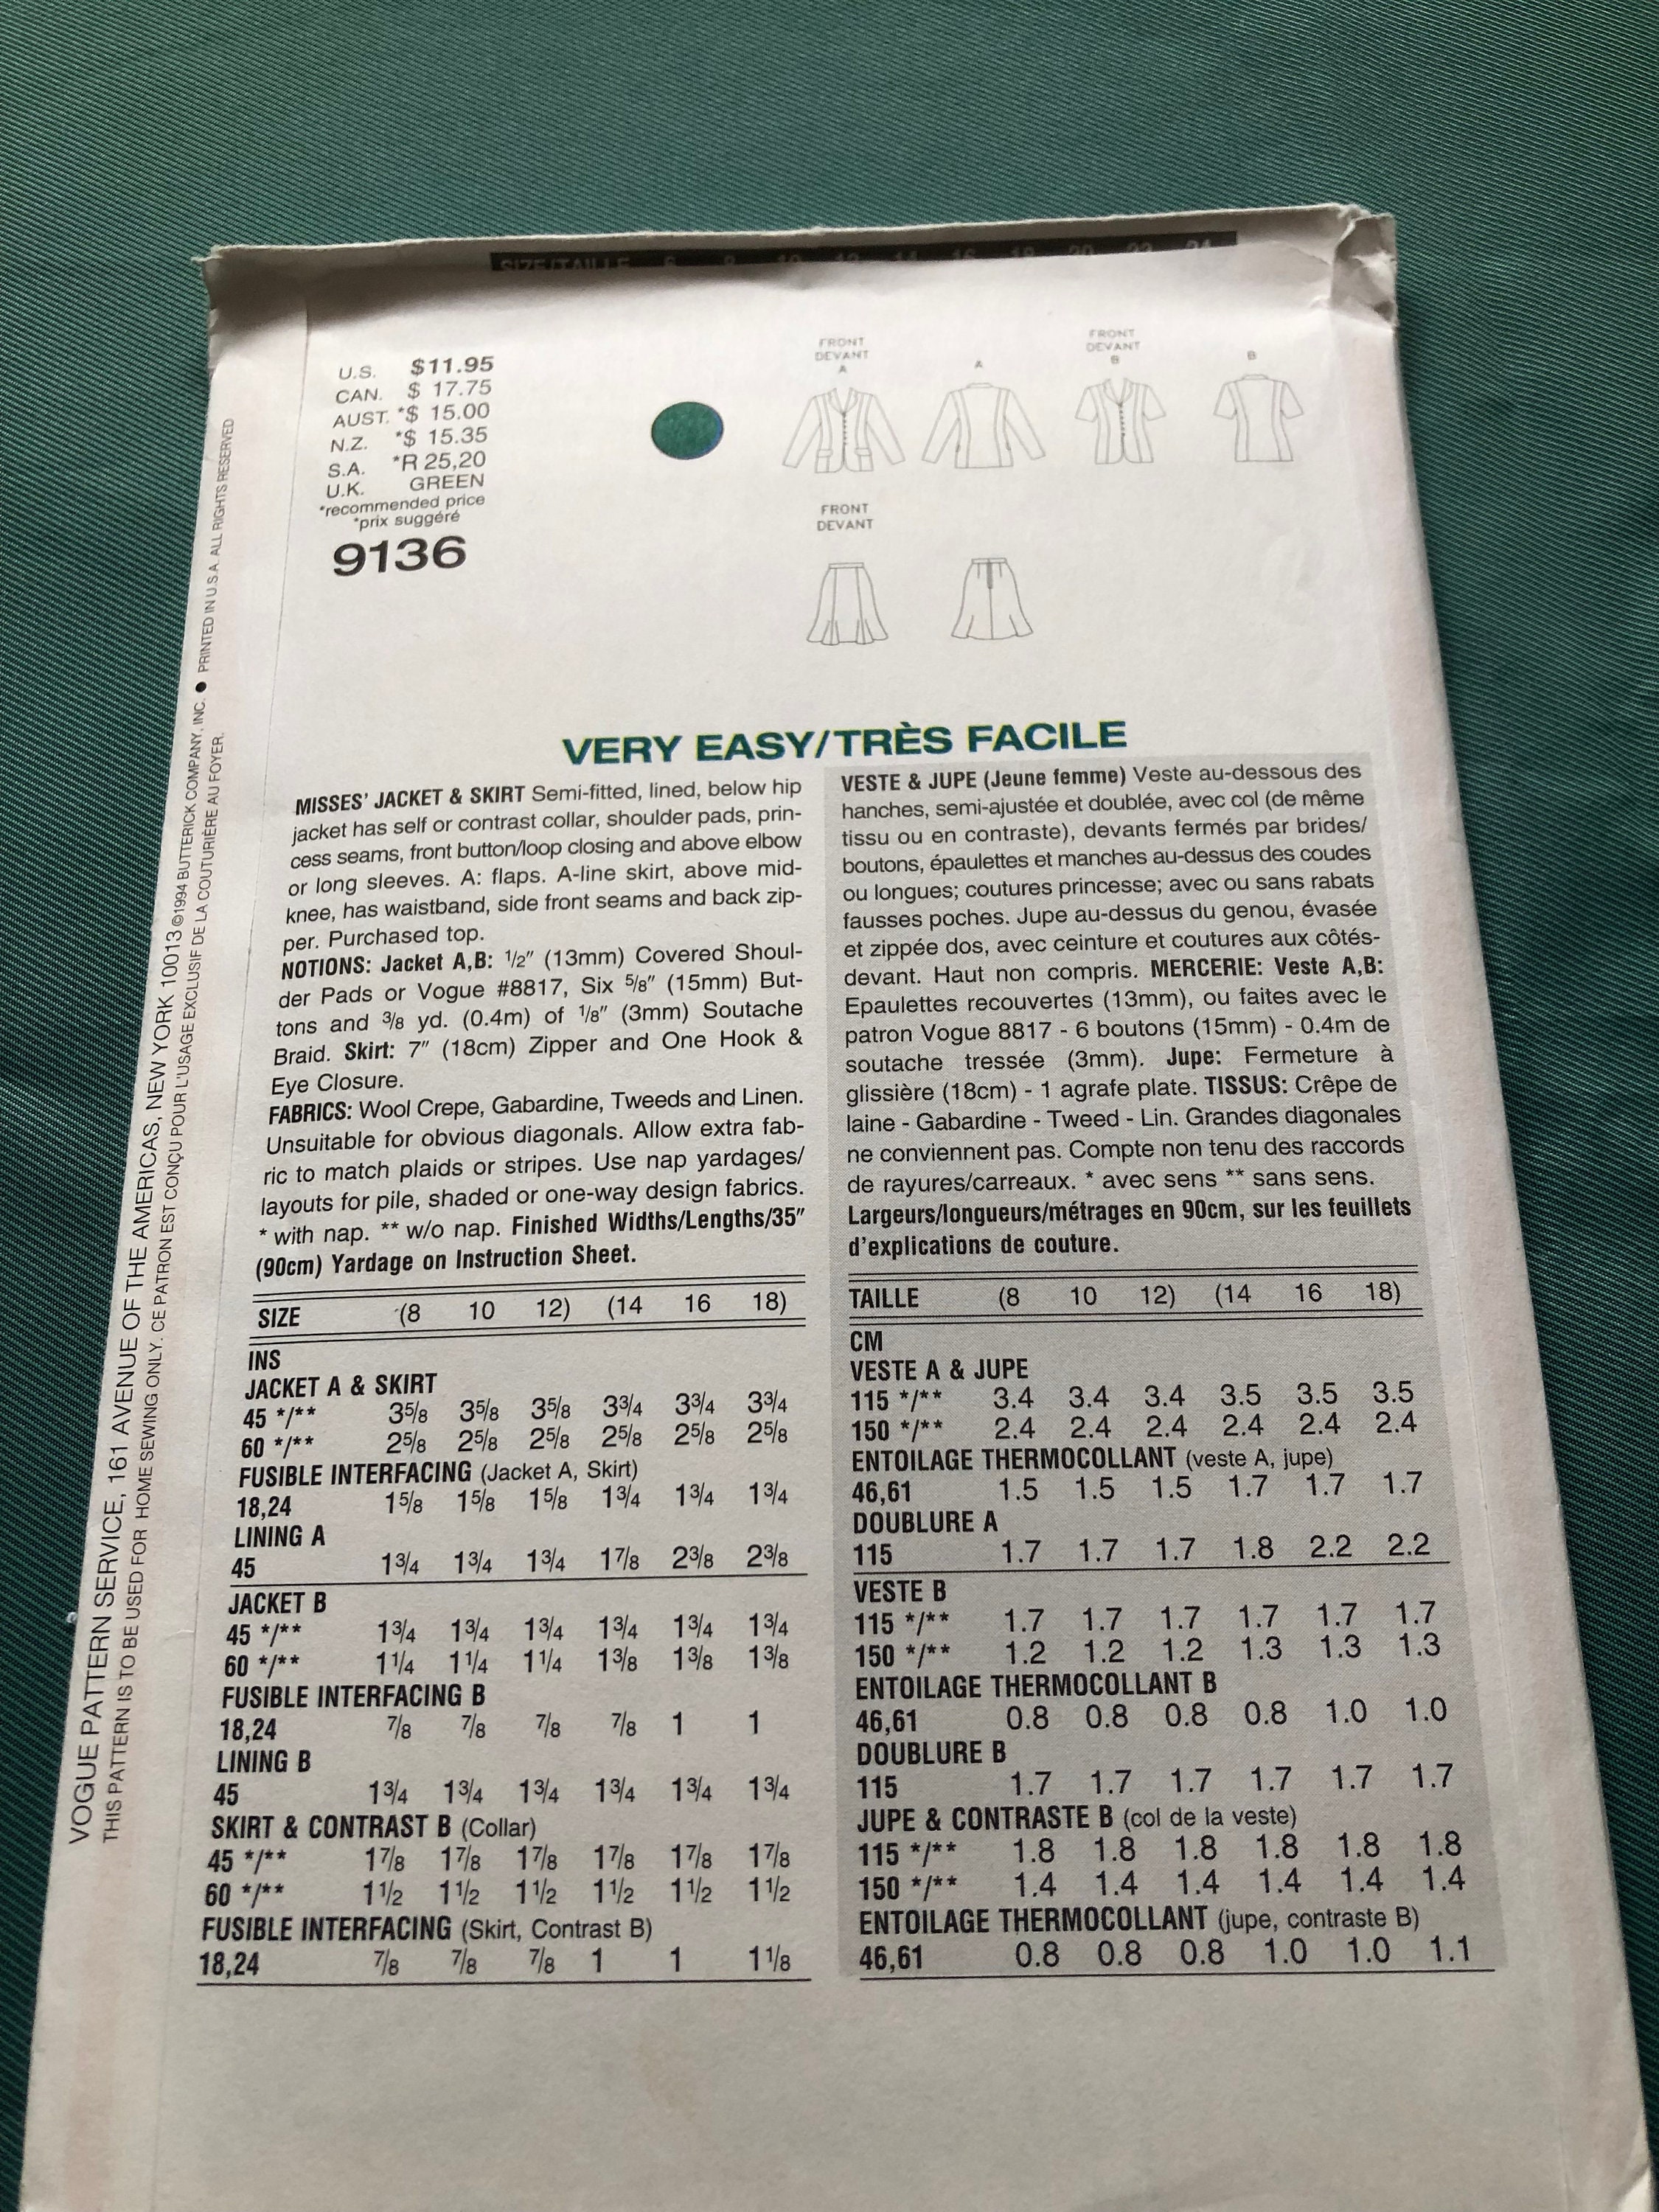 SIZE/TAILLE 6 8 10 12 14 16 18 20 22 24
U.S. $11.95
CAN. $ 17.75
AUST. *$ 15.00
N.Z. *$ 15.35
S.A. *R 25,20
U.K. GREEN
*recommended price
*prix suggéré
9136
FRONT
DEVANT
A
A
FRONT
DEVANT
B
B
FRONT
DEVANT
VERY EASY/TRÈS FACILE
MISSES' JACKET & SKIRT Semi-fitted, lined, below hip
jacket has self or contrast collar, shoulder pads, prin-
cess seams, front button/loop closing and above elbow
or long sleeves. A: flaps. A-line skirt, above mid-
knee, has waistband, side front seams and back zip-
per. Purchased top.
NOTIONS: Jacket A,B: 1/2" (13mm) Covered Shoul-
der Pads or Vogue #8817, Six 5/8" (15mm) But-
tons and 3/8 yd. (0.4m) of 1/8" (3mm) Soutache
Braid. Skirt: 7" (18cm) Zipper and One Hook &
Eye Closure.
FABRICS: Wool Crepe, Gabardine, Tweeds and Linen.
Unsuitable for obvious diagonals. Allow extra fab-
ric to match plaids or stripes. Use nap yardages/
layouts for pile, shaded or one-way design fabrics.
* with nap. ** w/o nap. Finished Widths/Lengths/35"
(90cm) Yardage on Instruction Sheet.
SIZE (8 10 12) (14 16 18)
INS
JACKET A & SKIRT
45 */** 3 5/8 3 5/8 3 5/8 3 3/4 3 3/4 3 3/4
60 */** 2 5/8 2 5/8 2 5/8 2 5/8 2 5/8 2 5/8
FUSIBLE INTERFACING (Jacket A, Skirt)
18,24 1 5/8 1 5/8 1 5/8 1 3/4 1 3/4 1 3/4
LINING A
45 1 3/4 1 3/4 1 3/4 1 7/8 2 3/8 2 3/8
JACKET B
45 */** 1 3/4 1 3/4 1 3/4 1 3/4 1 3/4 1 3/4
60 */** 1 1/4 1 1/4 1 1/4 1 3/8 1 3/8 1 3/8
FUSIBLE INTERFACING B
18,24 7/8 7/8 7/8 7/8 1 1
LINING B
45 1 3/4 1 3/4 1 3/4 1 3/4 1 3/4 1 3/4
SKIRT & CONTRAST B (Collar)
45 */** 1 7/8 1 7/8 1 7/8 1 7/8 1 7/8 1 7/8
60 */** 1 1/2 1 1/2 1 1/2 1 1/2 1 1/2 1 1/2
FUSIBLE INTERFACING (Skirt, Contrast B)
18,24 7/8 7/8 7/8 1 1 1 1/8
VESTE & JUPE (Jeune femme) Veste au-dessous des
hanches, semi-ajustée et doublée, avec col (de même
tissu ou en contraste), devants fermés par brides/
boutons, épaulettes et manches au-dessus des coudes
ou longues; coutures princesse; avec ou sans rabats
fausses poches. Jupe au-dessus du genou, évasée
et zippée dos, avec ceinture et coutures aux côtés-
devant. Haut non compris. MERCERIE: Veste A,B:
Epaulettes recouvertes (13mm), ou faites avec le
patron Vogue 8817 - 6 boutons (15mm) - 0.4m de
soutache tressée (3mm). Jupe: Fermeture à
glissière (18cm) - 1 agrafe plate. TISSUS: Crêpe de
laine - Gabardine - Tweed - Lin. Grandes diagonales
ne conviennent pas. Compte non tenu des raccords
de rayures/carreaux. * avec sens ** sans sens.
Largeurs/longueurs/métrages en 90cm, sur les feuillets
d'explications de couture.
TAILLE (8 10 12) (14 16 18)
CM
VESTE A & JUPE
115 */** 3.4 3.4 3.4 3.5 3.5 3.5
150 */** 2.4 2.4 2.4 2.4 2.4 2.4
ENTOILAGE THERMOCOLLANT (veste A, jupe)
46,61 1.5 1.5 1.5 1.7 1.7 1.7
DOUBLURE A
115 1.7 1.7 1.7 1.8 2.2 2.2
VESTE B
115 */** 1.7 1.7 1.7 1.7 1.7 1.7
150 */** 1.2 1.2 1.2 1.3 1.3 1.3
ENTOILAGE THERMOCOLLANT B
46,61 0.8 0.8 0.8 0.8 1.0 1.0
DOUBLURE B
115 1.7 1.7 1.7 1.7 1.7 1.7
JUPE & CONTRASTE B (col de la veste)
115 */** 1.8 1.8 1.8 1.8 1.8 1.8
150 */** 1.4 1.4 1.4 1.4 1.4 1.4
ENTOILAGE THERMOCOLLANT (jupe, contraste B)
46,61 0.8 0.8 0.8 1.0 1.0 1.1
VOGUE PATTERN SERVICE, 161 AVENUE OF THE AMERICAS, NEW YORK 10013 ©1994 BUTTERICK COMPANY, INC. ● PRINTED IN U.S.A. ALL RIGHTS RESERVED
THIS PATTERN IS TO BE USED FOR HOME SEWING ONLY. CE PATRON EST CONÇU POUR L'USAGE EXCLUSIF DE LA COUTURIÈRE AU FOYER.